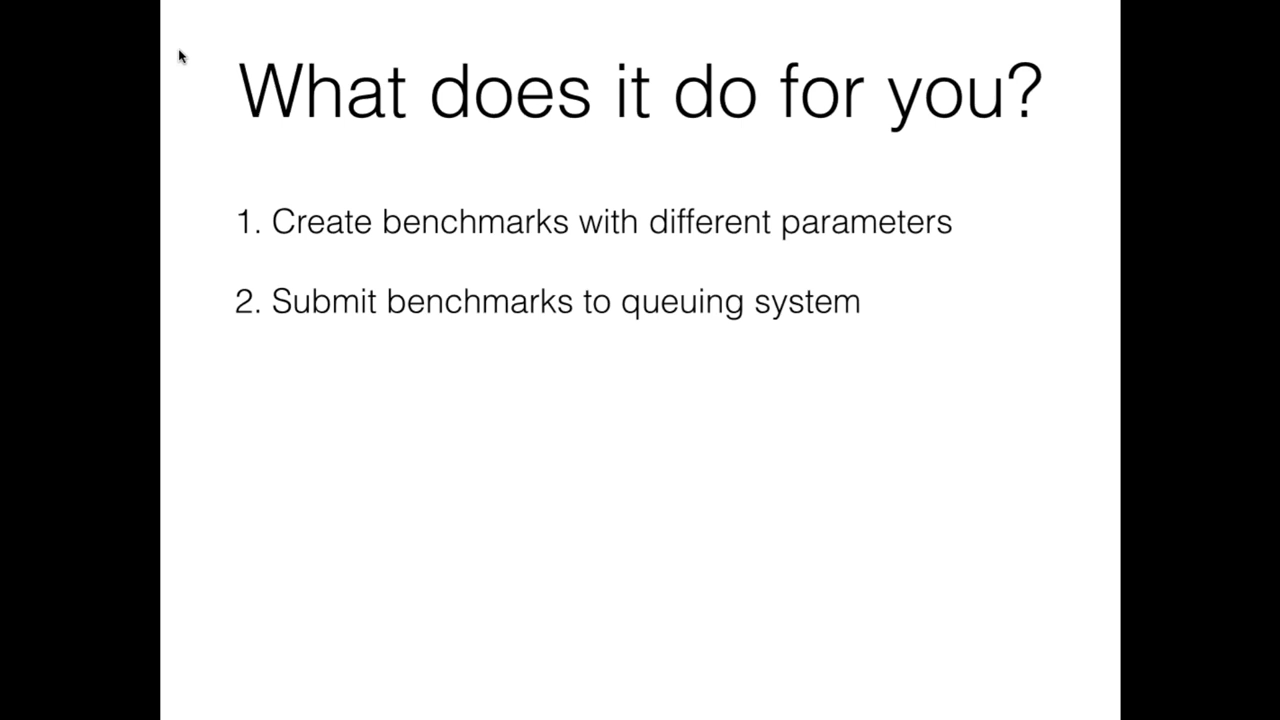 What does it do for you?
1. Create benchmarks with different parameters
2. Submit benchmarks to queuing system